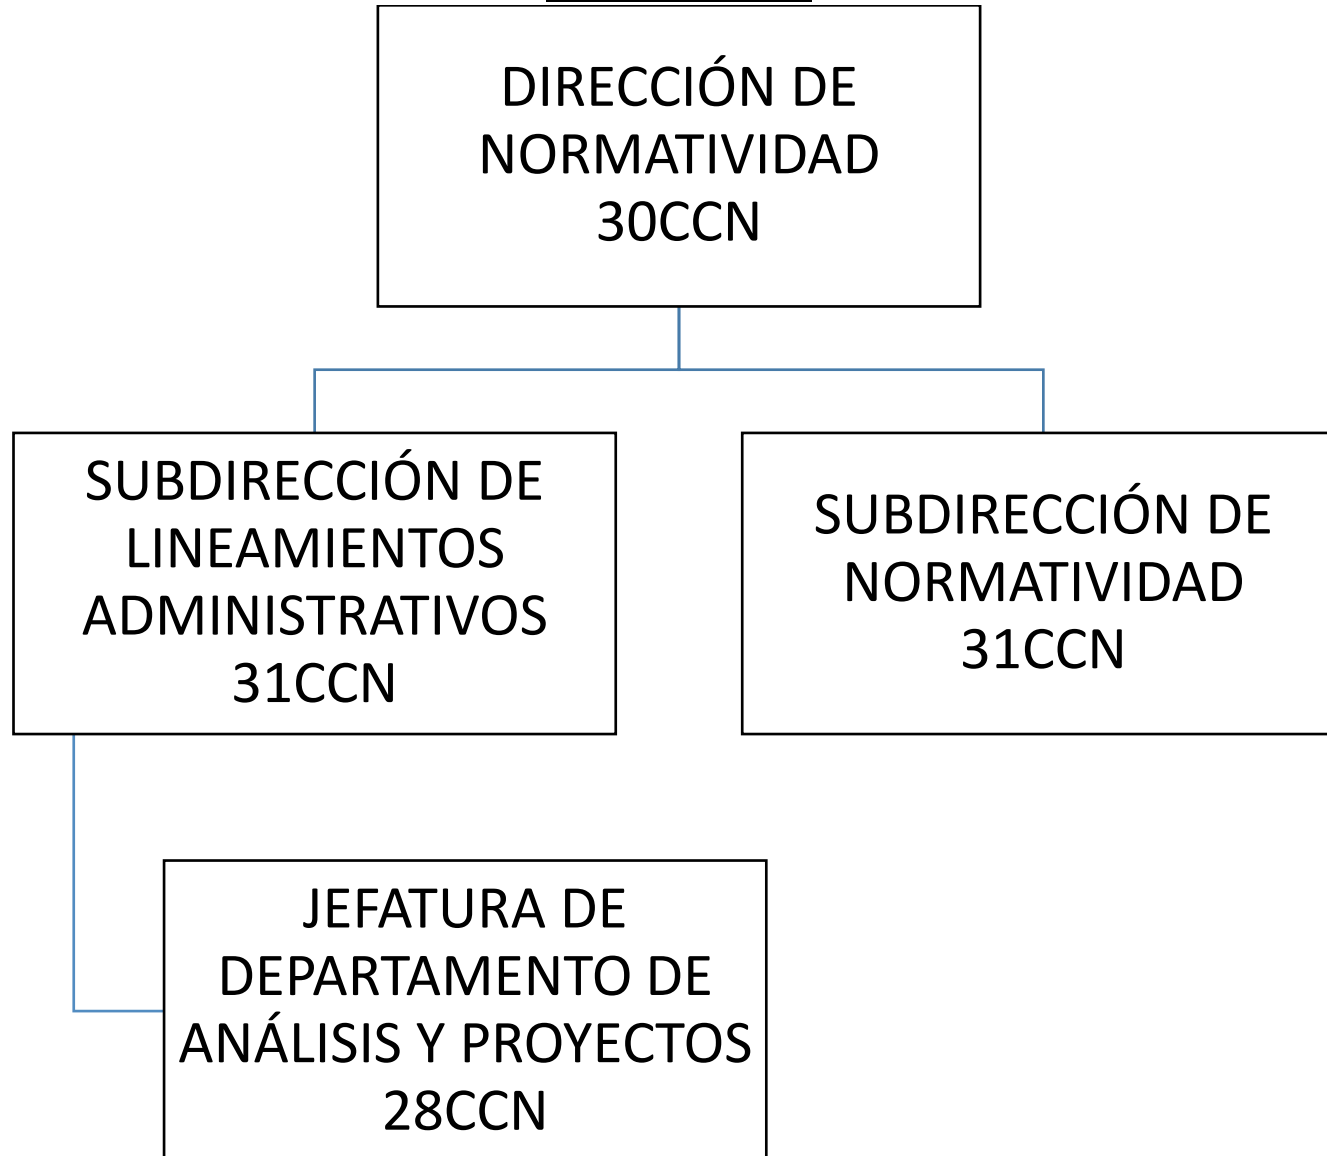 DIRECCIÓN DE
NORMATIVIDAD
30CCN
SUBDIRECCIÓN DE
LINEAMIENTOS
ADMINISTRATIVOS
31CCN
SUBDIRECCIÓN DE
NORMATIVIDAD
31CCN
JEFATURA DE
DEPARTAMENTO DE
ANÁLISIS Y PROYECTOS
28CCN